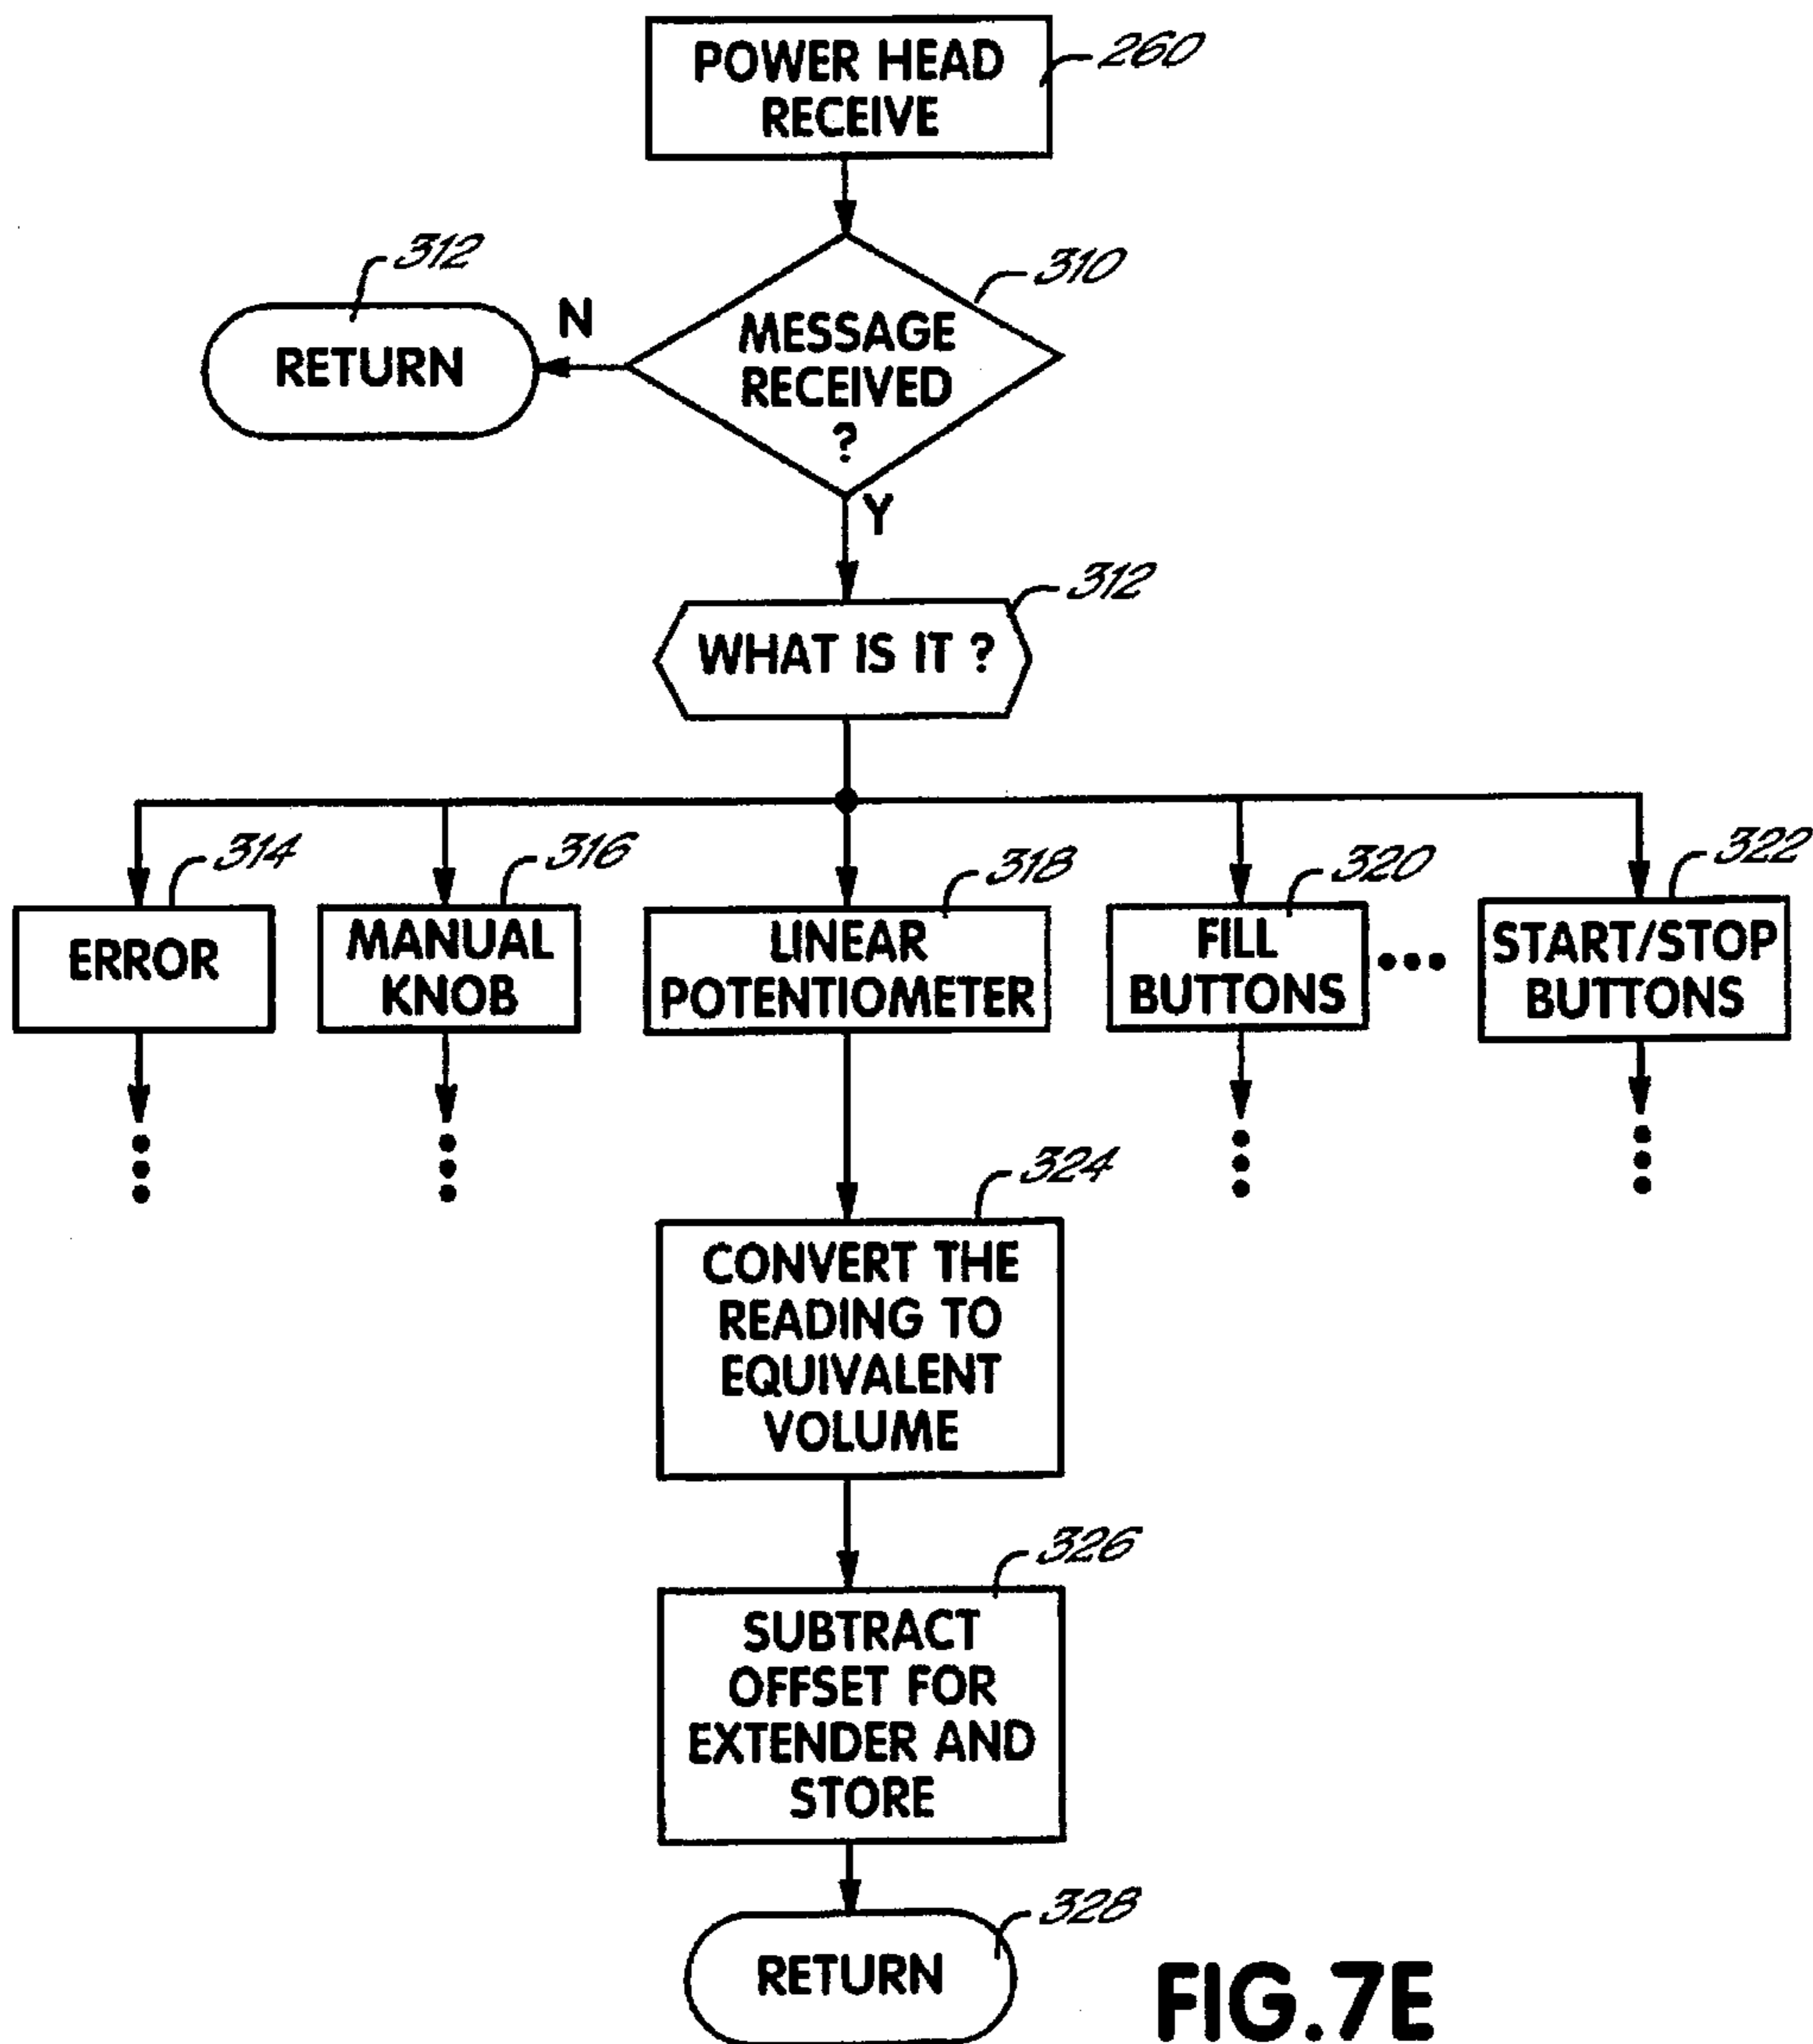 POWER HEAD
RECEIVE
260
312
RETURN
N
310
MESSAGE
RECEIVED
?
Y
312
WHAT IS IT ?
314
ERROR
316
MANUAL
KNOB
318
LINEAR
POTENTIOMETER
320
FILL
BUTTONS
•••
322
START/STOP
BUTTONS
324
CONVERT THE
READING TO
EQUIVALENT
VOLUME
326
SUBTRACT
OFFSET FOR
EXTENDER AND
STORE
328
RETURN
FIG.7E